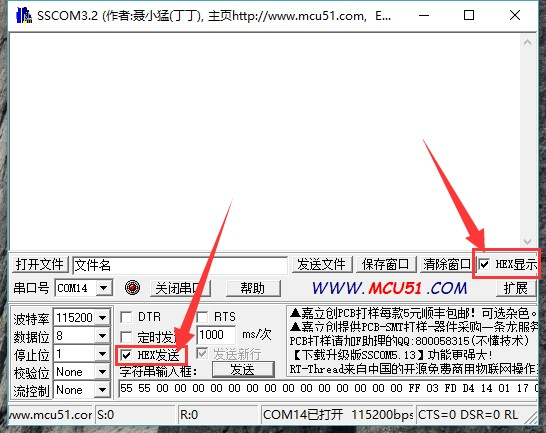 SSCOM3.2 (作者:聂小猛(丁丁), 主页http://www.mcu51.com, E...
打开文件 文件名 发送文件 保存窗口 清除窗口 HEX显示
串口号 COM14 关闭串口 帮助 WWW.MCU51.COM 扩展
波特率 115200 DTR RTS
数据位 8 定时发送 1000 ms/次
停止位 1 HEX发送 发送新行
校验位 None 字符串输入框: 发送
流控制 None 55 55 00 00 00 00 00 00 00 00 00 00 FF 03 FD D4 14 01 17 0
▲嘉立创PCB打样每款5元顺丰包邮!可选杂色。
▲嘉立创提供PCB-SMT打样-器件采购一条龙服务
PCB打样请加F助理的QQ:800058315(不懂技术)
【下载升级版SSCOM5.13】功能更强大!
RT-Thread来自中国的开源免费商用物联网操作
www.mcu51.cor S:0 R:0 COM14已打开 115200bps CTS=0 DSR=0 RL